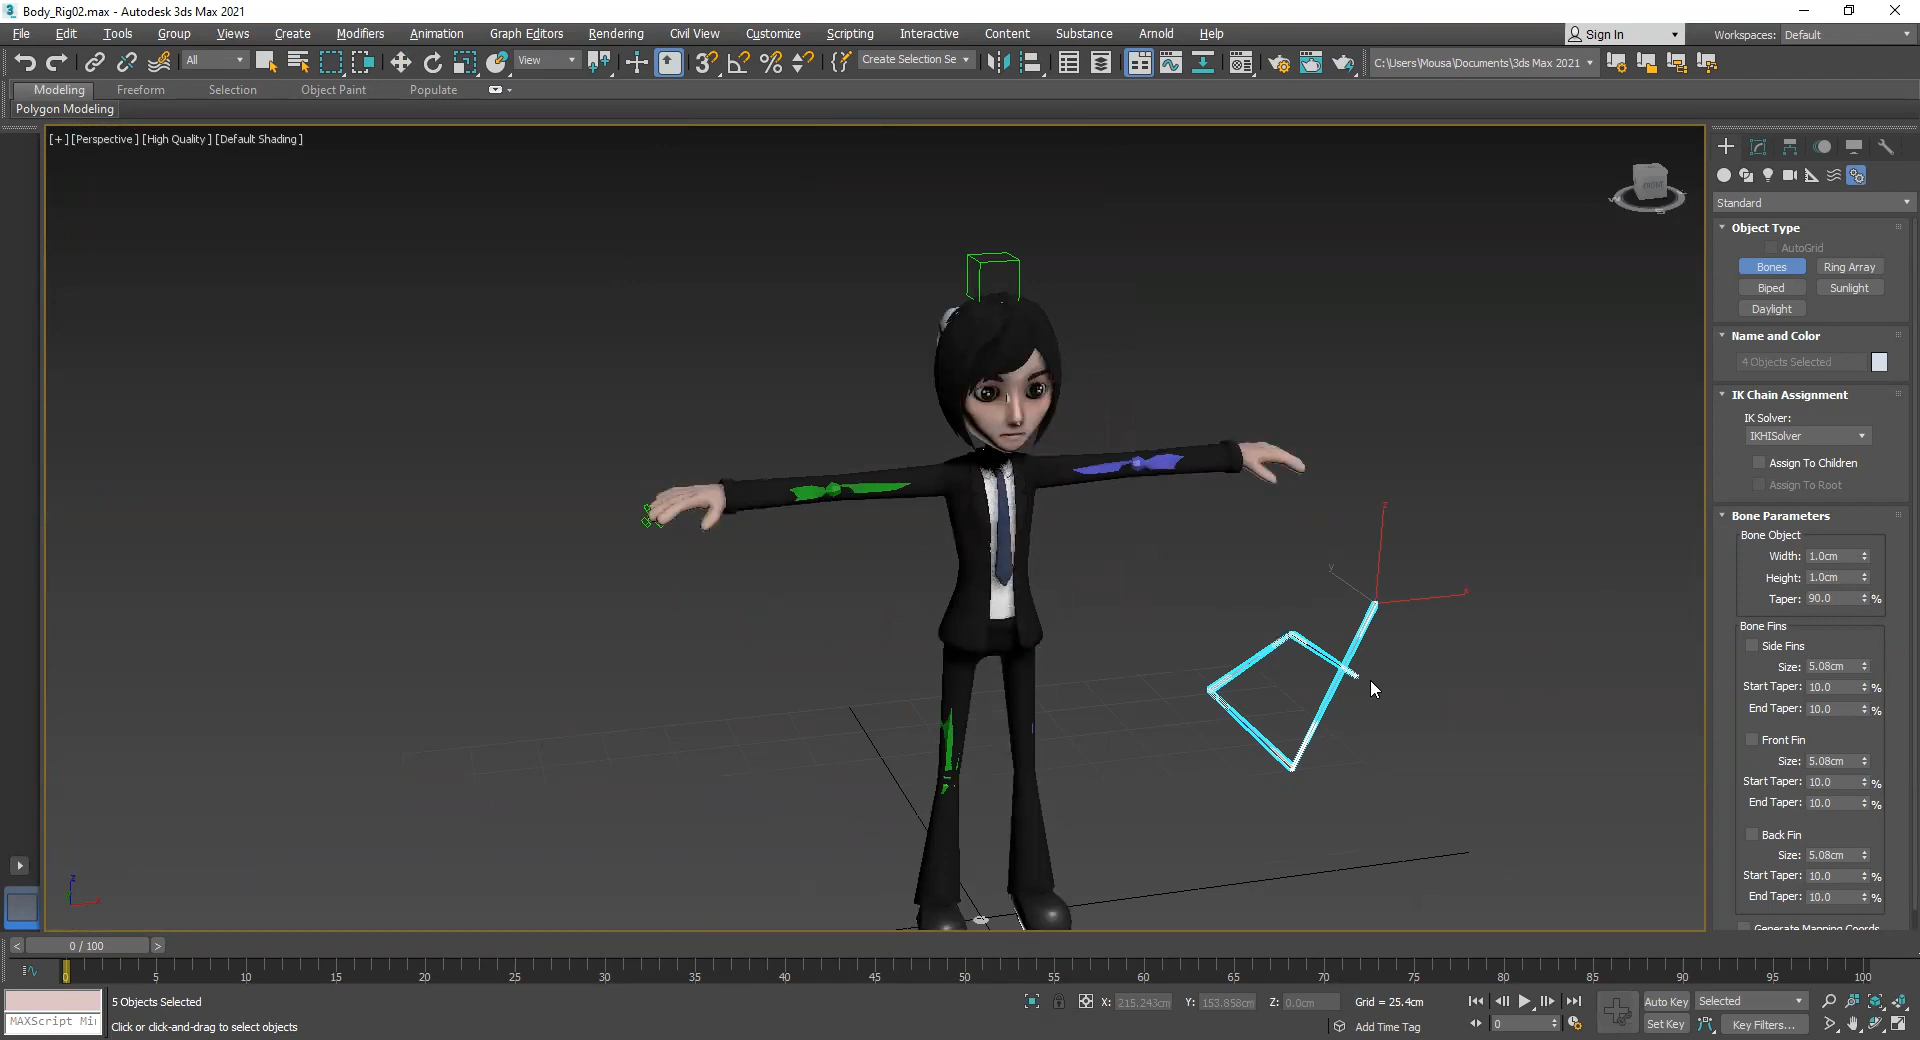 Body_Rig02.max - Autodesk 3ds Max 2021
File Edit Tools Group Views Create Modifiers Animation Graph Editors Rendering Civil View Customize Scripting Interactive Content Substance Arnold Help Sign In Workspaces: Default
All View Create Selection Se C:\Users\Mousa\Documents\3ds Max 2021
Modeling Freeform Selection Object Paint Populate
Polygon Modeling
[+] [Perspective ] [High Quality ] [Default Shading ]
FRONT
Standard
Object Type
AutoGrid
Bones Ring Array
Biped Sunlight
Daylight
Name and Color
4 Objects Selected
IK Chain Assignment
IK Solver:
IKHISolver
Assign To Children
Assign To Root
Bone Parameters
Bone Object
Width: 1.0cm
Height: 1.0cm
Taper: 90.0 %
Bone Fins
Side Fins
Size: 5.08cm
Start Taper: 10.0 %
End Taper: 10.0 %
Front Fin
Size: 5.08cm
Start Taper: 10.0 %
End Taper: 10.0 %
Back Fin
Size: 5.08cm
Start Taper: 10.0 %
End Taper: 10.0 %
Generate Mapping Coords
z
y
x
z
x
< 0 / 100 >
0 5 10 15 20 25 30 35 40 45 50 55 60 65 70 75 80 85 90 95 100
5 Objects Selected X: 215.243cm Y: 153.858cm Z: 0.0cm Grid = 25.4cm Auto Key Selected
MAXScript Mi Click or click-and-drag to select objects Add Time Tag 0 Set Key Key Filters...